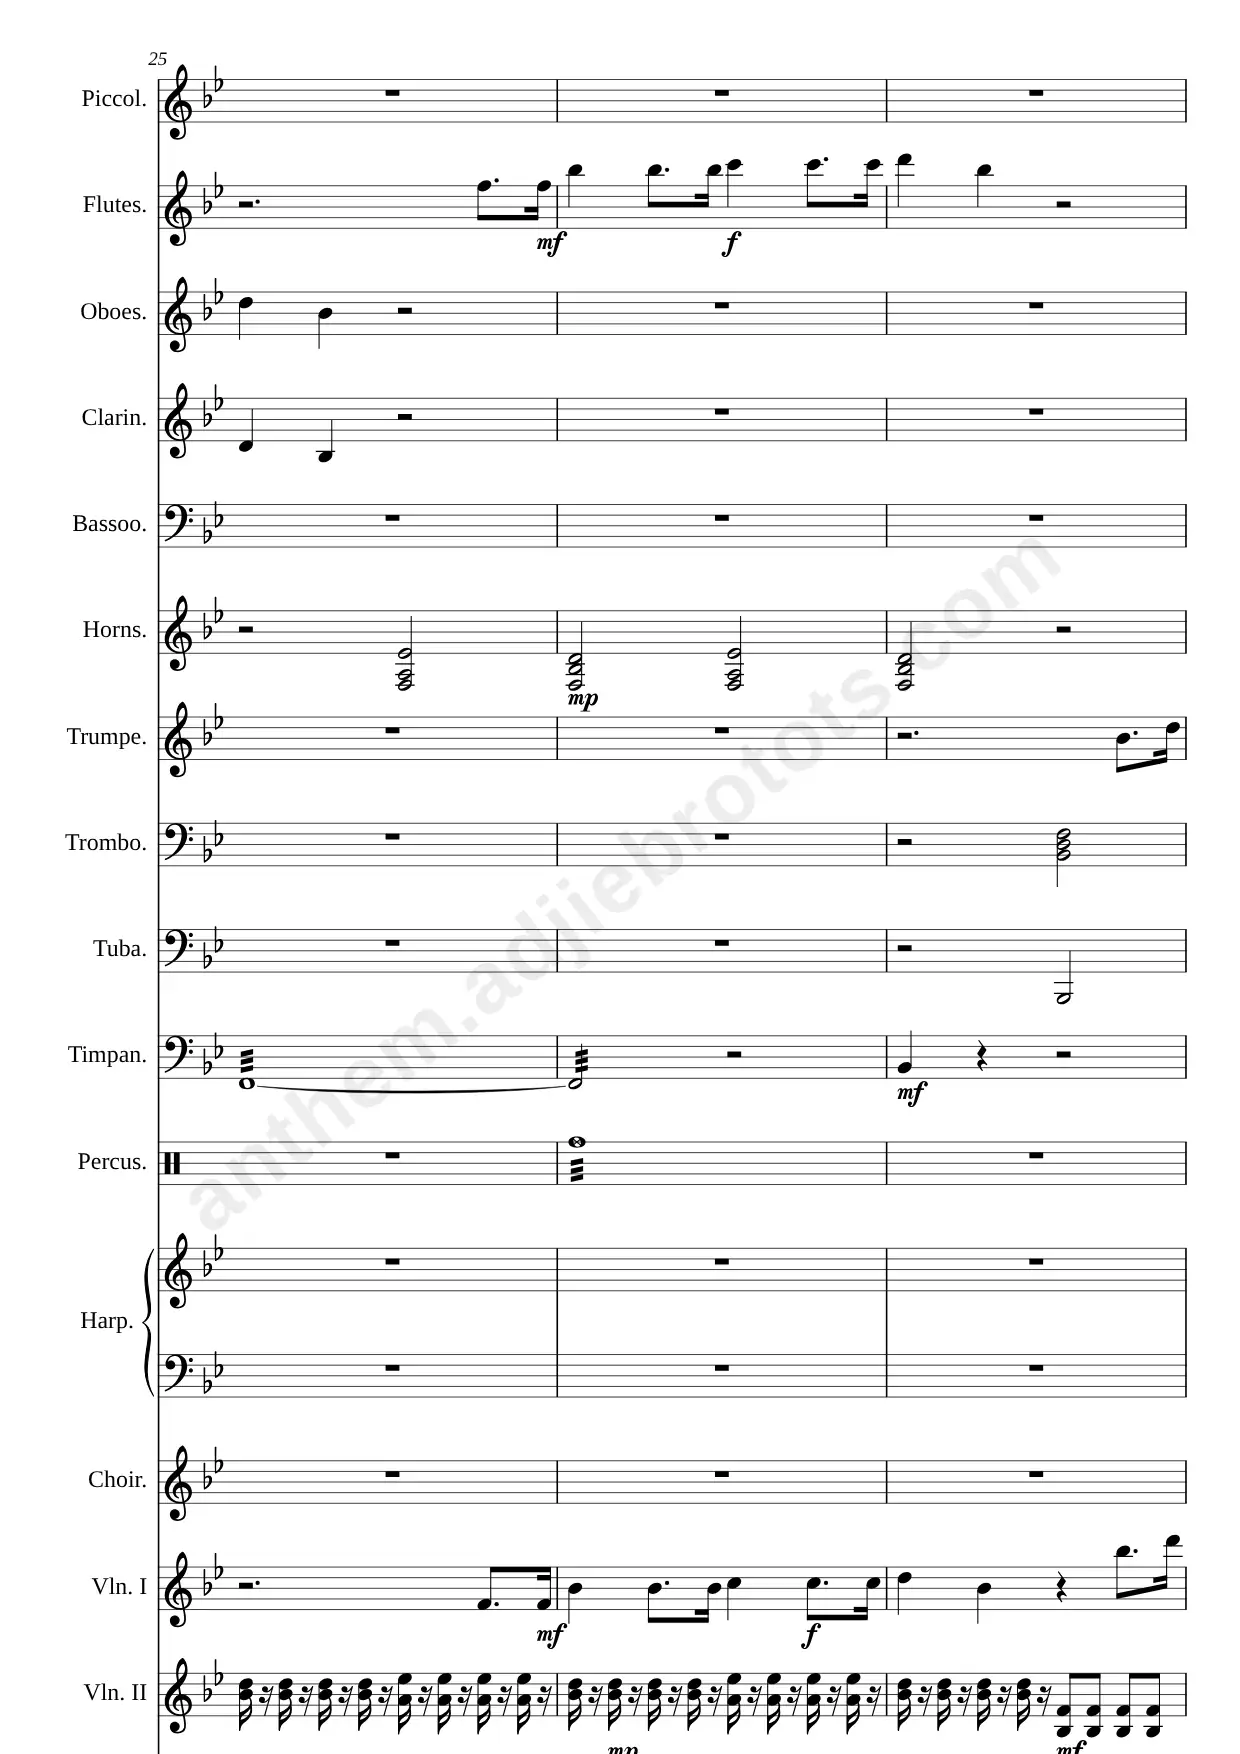 25
Piccol.
Flutes.
mf f
Oboes.
Clarin.
Bassoo.
Horns.
mp
Trumpe.
Trombo.
Tuba.
Timpan.
mf
Percus.
Harp.
Choir.
Vln. I
mf f
Vln. II
mp mf
anthem.adjiebrotots.com